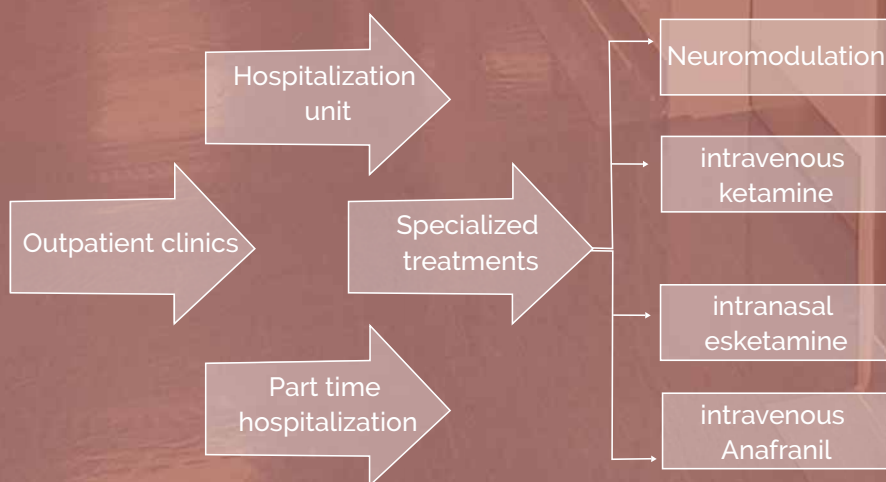 Outpatient clinics
Hospitalization
unit
Specialized
treatments
Part time
hospitalization
Neuromodulation
intravenous
ketamine
intranasal
esketamine
intravenous
Anafranil